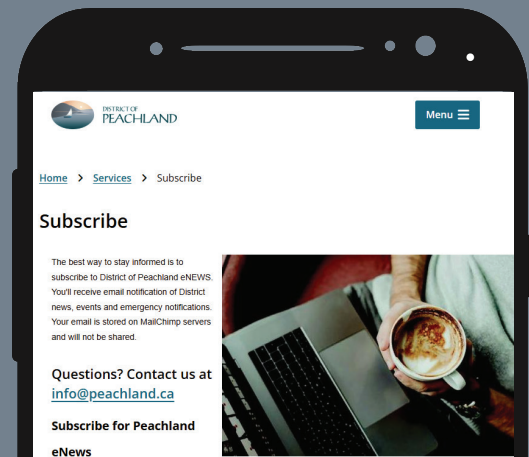 DISTRICT OF
PEACHLAND
Menu
Home > Services > Subscribe
Subscribe
The best way to stay informed is to
subscribe to District of Peachland eNEWS.
You'll receive email notification of District
news, events and emergency notifications.
Your email is stored on MailChimp servers
and will not be shared.
Questions? Contact us at
info@peachland.ca
Subscribe for Peachland
eNews